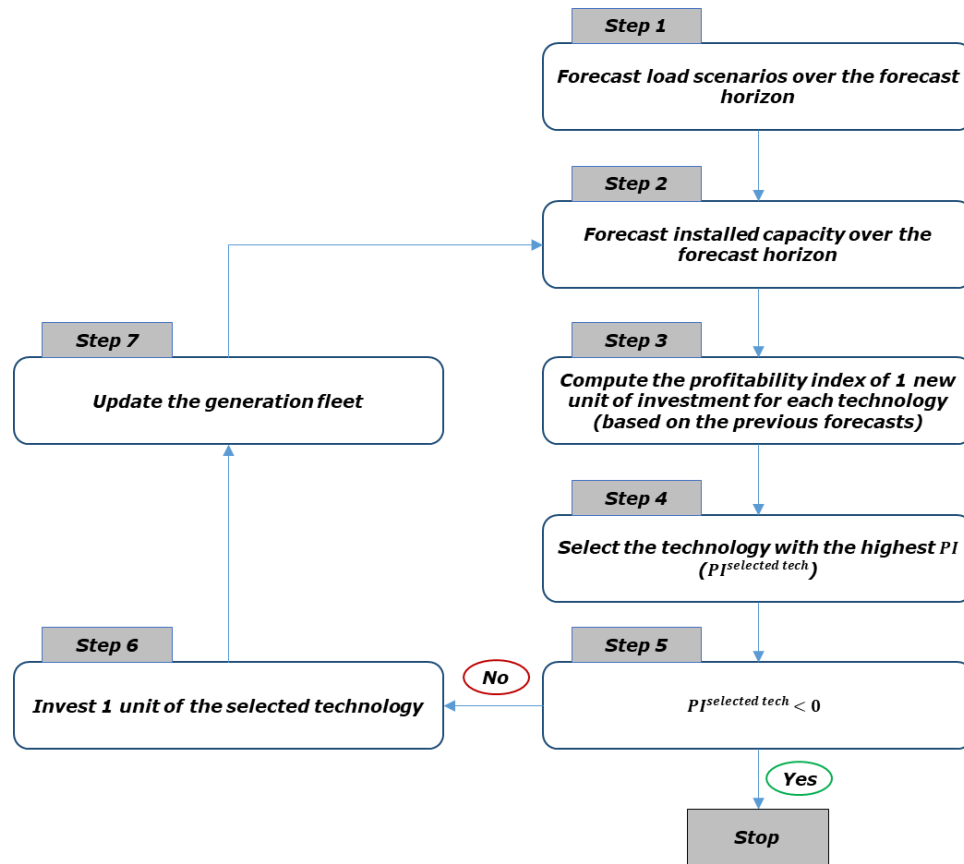 Step 1
Forecast load scenarios over the forecast
horizon
Step 2
Forecast installed capacity over the
forecast horizon
Step 3
Compute the profitability index of 1 new
unit of investment for each technology
(based on the previous forecasts)
Step 4
Select the technology with the highest PI
(PI^selected tech)
Step 5
PI^selected tech < 0
No
Yes
Stop
Step 6
Invest 1 unit of the selected technology
Step 7
Update the generation fleet